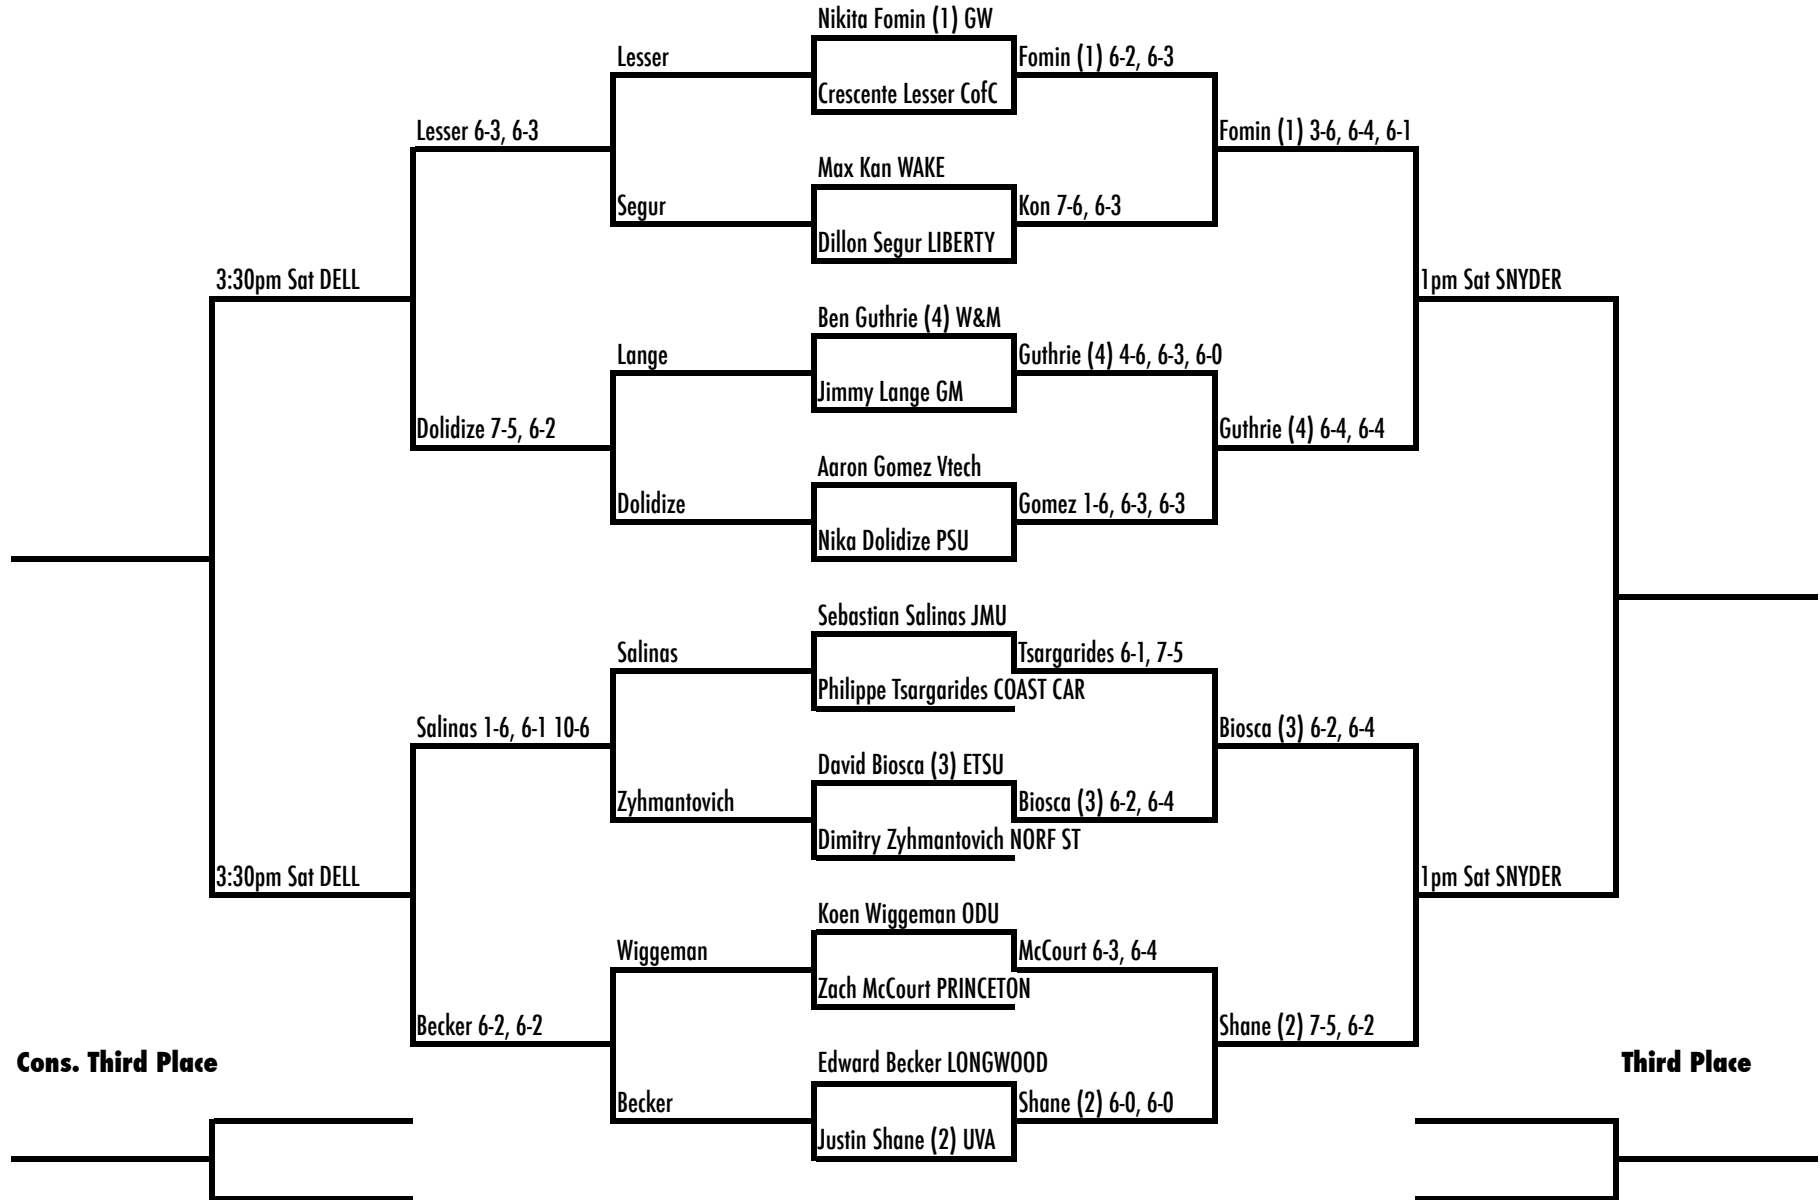 Nikita Fomin (1) GW
Lesser
Fomin (1) 6-2, 6-3
Crescente Lesser CofC
Lesser 6-3, 6-3
Fomin (1) 3-6, 6-4, 6-1
Max Kan WAKE
Segur
Kon 7-6, 6-3
Dillon Segur LIBERTY
3:30pm Sat DELL
1pm Sat SNYDER
Ben Guthrie (4) W&M
Lange
Guthrie (4) 4-6, 6-3, 6-0
Jimmy Lange GM
Dolidize 7-5, 6-2
Guthrie (4) 6-4, 6-4
Aaron Gomez Vtech
Dolidize
Gomez 1-6, 6-3, 6-3
Nika Dolidize PSU
Sebastian Salinas JMU
Salinas
Tsargarides 6-1, 7-5
Philippe Tsargarides COAST CAR
Salinas 1-6, 6-1 10-6
Biosca (3) 6-2, 6-4
David Biosca (3) ETSU
Zyhmantovich
Biosca (3) 6-2, 6-4
Dimitry Zyhmantovich NORF ST
3:30pm Sat DELL
1pm Sat SNYDER
Koen Wiggeman ODU
Wiggeman
McCourt 6-3, 6-4
Zach McCourt PRINCETON
Becker 6-2, 6-2
Shane (2) 7-5, 6-2
Cons. Third Place
Edward Becker LONGWOOD
Third Place
Becker
Shane (2) 6-0, 6-0
Justin Shane (2) UVA